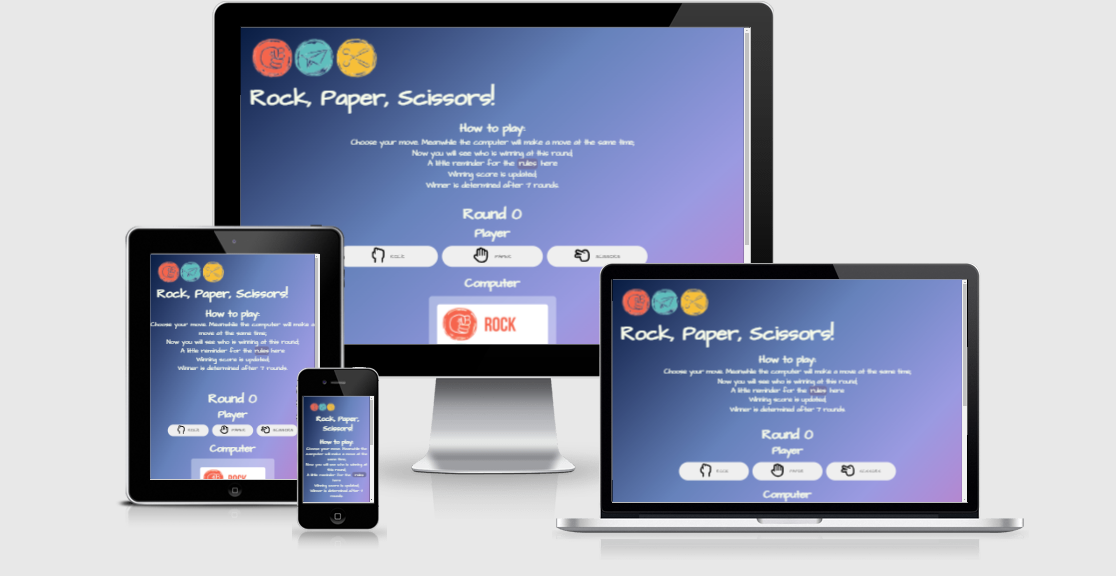 Rock, Paper, Scissors!
How to play:
Choose your move. Meanwhile the computer will make a move at the same time;
Now you will see who is winning at this round;
A little reminder for the rules here
Winning score is updated;
Winner is determined after 7 rounds.
Round 0
Player
Computer
ROCK
Rock, Paper, Scissors!
How to play:
Choose your move. Meanwhile the computer will make a
move at the same time;
Now you will see who is winning at this round;
A little reminder for the rules here
Winning score is updated;
Winner is determined after 7 rounds.
Round 0
Player
Computer
ROCK
Rock, Paper,
Scissors!
How to play:
Choose your move. Meanwhile the
computer will make a move at the
same time;
Now you will see who is winning at
this round;
A little reminder for the rules
here
Winning score is updated;
Winner is determined after 7
rounds.
Rock, Paper, Scissors!
How to play:
Choose your move. Meanwhile the computer will make a move at the same time;
Now you will see who is winning at this round;
A little reminder for the rules here
Winning score is updated;
Winner is determined after 7 rounds.
Round 0
Player
Computer